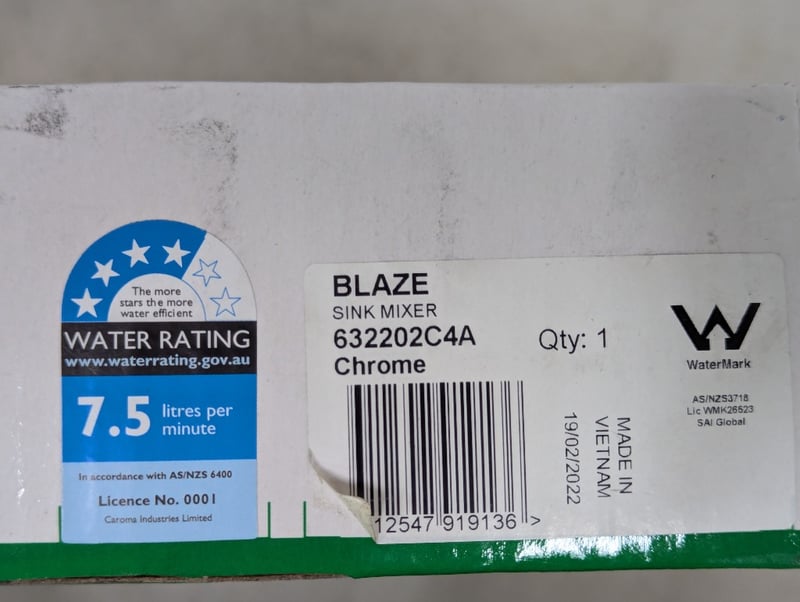 The more
stars the more
water efficient
WATER RATING
www.waterrating.gov.au
7.5 litres per
minute
In accordance with AS/NZS 6400
Licence No. 0001
Caroma Industries Limited
BLAZE
SINK MIXER
632202C4A
Qty: 1
Chrome
12547 919136 >
MADE IN
VIETNAM
19/02/2022
W
WaterMark
AS/NZS3718
Lic WMK26523
SAI Global